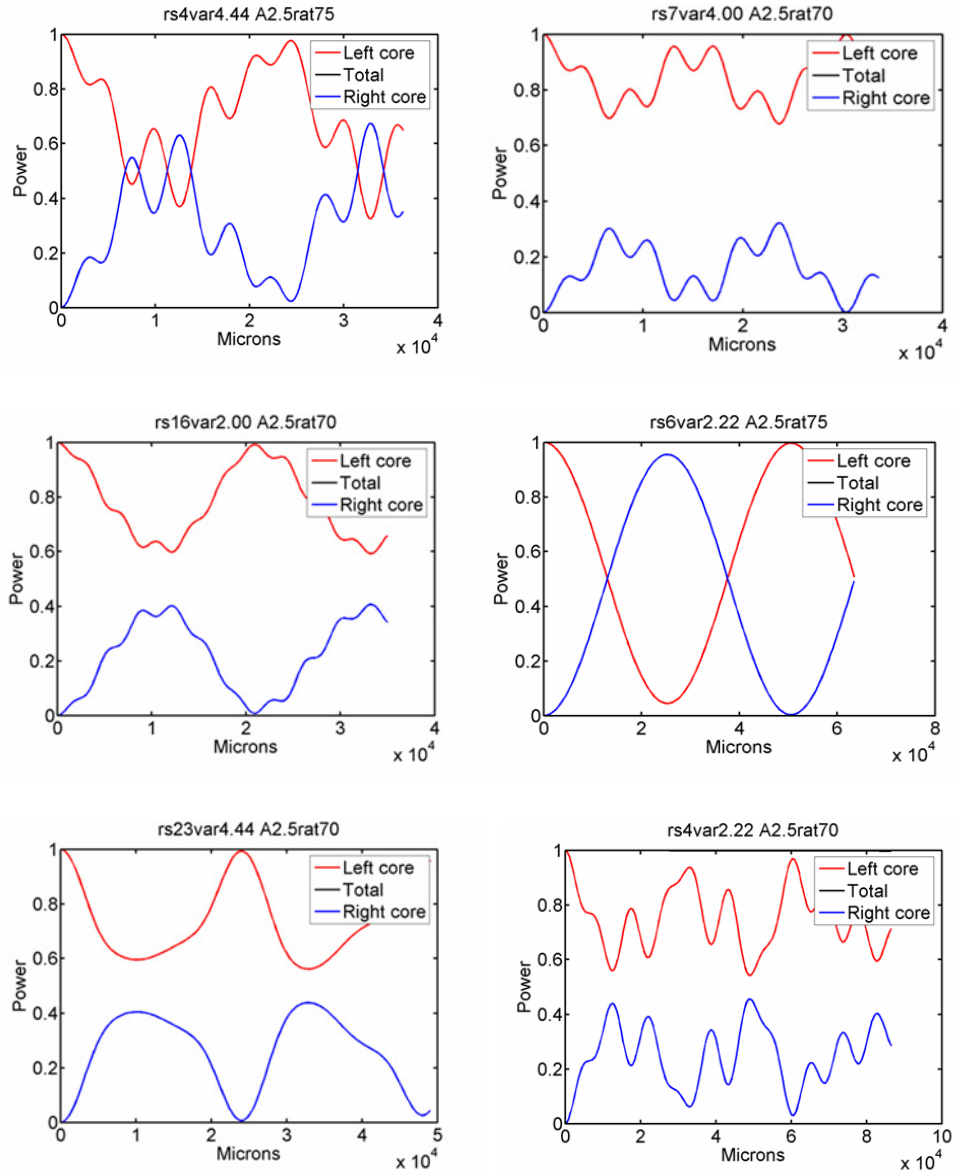 rs4var4.44 A2.5rat75
1
0.8
0.6
0.4
0.2
0
Power
Left core
Total
Right core
0 1 2 3 4
Microns
x 10^4
rs7var4.00 A2.5rat70
1
0.8
0.6
0.4
0.2
0
Power
Left core
Total
Right core
0 1 2 3 4
Microns
x 10^4
rs16var2.00 A2.5rat70
1
0.8
0.6
0.4
0.2
0
Power
Left core
Total
Right core
0 1 2 3 4
Microns
x 10^4
rs6var2.22 A2.5rat75
1
0.8
0.6
0.4
0.2
0
Power
Left core
Total
Right core
0 2 4 6 8
Microns
x 10^4
rs23var4.44 A2.5rat70
1
0.8
0.6
0.4
0.2
0
Power
Left core
Total
Right core
0 1 2 3 4 5
Microns
x 10^4
rs4var2.22 A2.5rat70
1
0.8
0.6
0.4
0.2
0
Power
Left core
Total
Right core
0 2 4 6 8 10
Microns
x 10^4